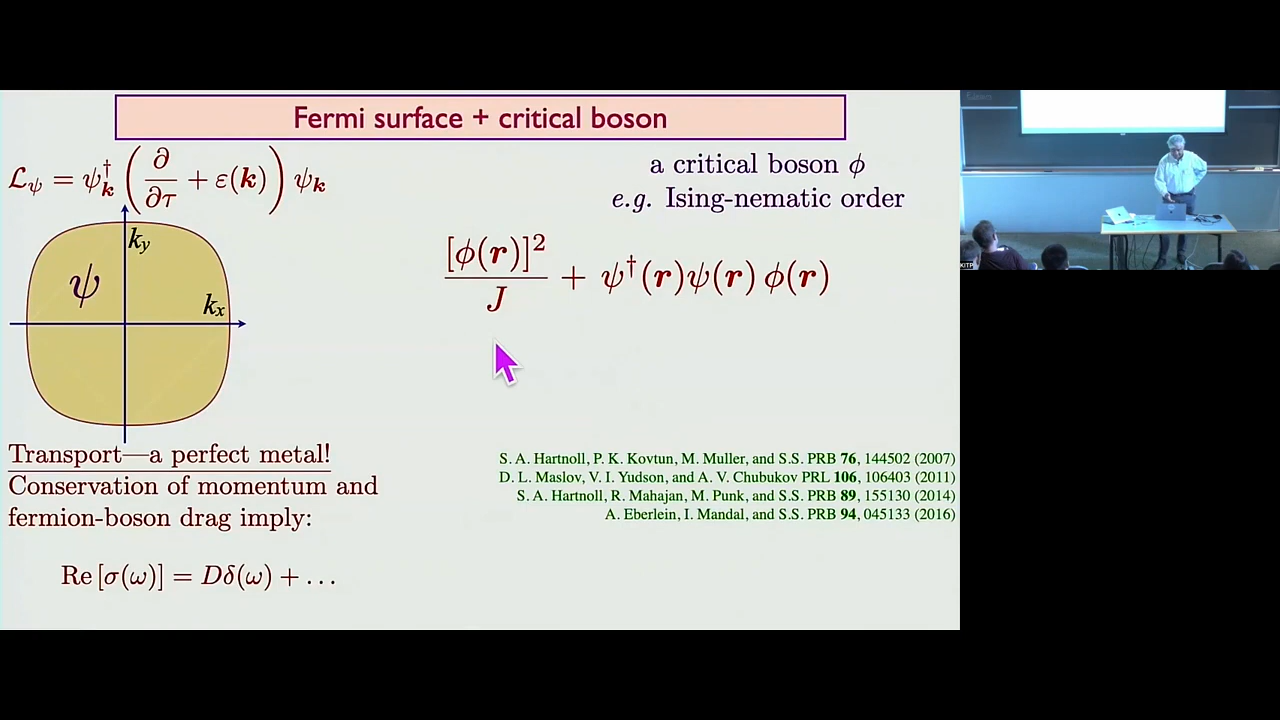 Fermi surface + critical boson
ℒ_ψ = ψ†_𝒌 (∂/∂τ + ε(𝒌)) ψ_𝒌
a critical boson ϕ
e.g. Ising-nematic order
k_y
ψ
k_x
[ϕ(𝒓)]²/J + ψ†(𝒓)ψ(𝒓) ϕ(𝒓)
Transport—a perfect metal!
Conservation of momentum and
fermion-boson drag imply:
Re [σ(ω)] = Dδ(ω) + …
S. A. Hartnoll, P. K. Kovtun, M. Muller, and S.S. PRB 76, 144502 (2007)
D. L. Maslov, V. I. Yudson, and A. V. Chubukov PRL 106, 106403 (2011)
S. A. Hartnoll, R. Mahajan, M. Punk, and S.S. PRB 89, 155130 (2014)
A. Eberlein, I. Mandal, and S.S. PRB 94, 045133 (2016)
KITP